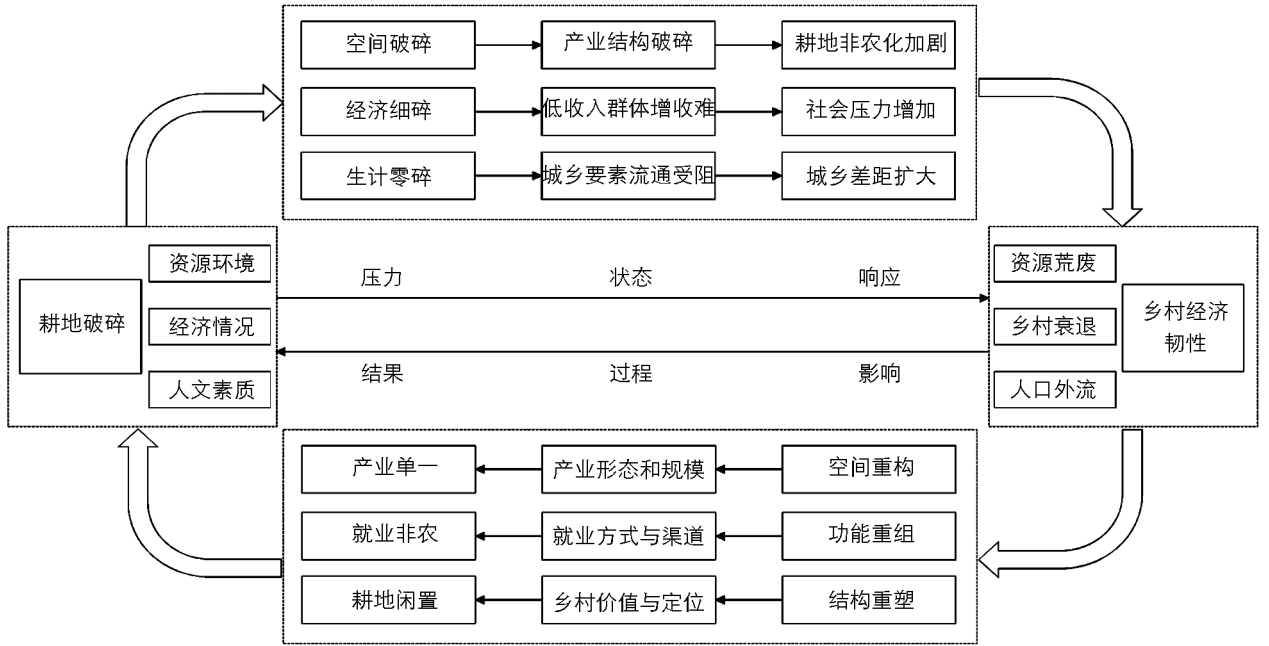 空间破碎
产业结构破碎
耕地非农化加剧
经济细碎
低收入群体增收难
社会压力增加
生计零碎
城乡要素流通受阻
城乡差距扩大
耕地破碎
资源环境
经济情况
人文素质
压力
状态
响应
结果
过程
影响
资源荒废
乡村衰退
人口外流
乡村经济
韧性
产业单一
产业形态和规模
空间重构
就业非农
就业方式与渠道
功能重组
耕地闲置
乡村价值与定位
结构重塑